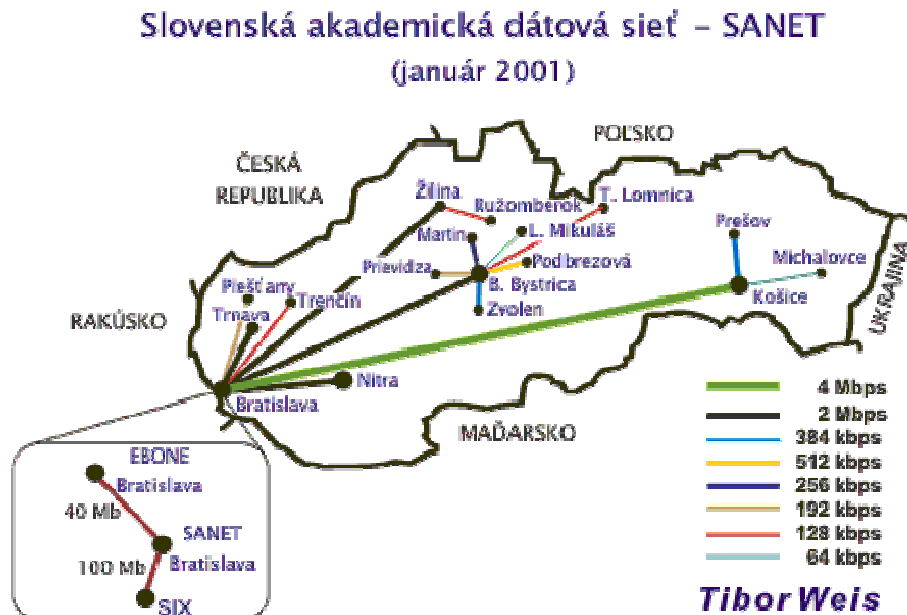 Slovenská akademická dátová sieť - SANET
(január 2001)
POĽSKO
ČESKÁ
REPUBLIKA
Žilina
Ružomberok
T. Lomnica
Martin
L. Mikuláš
Prešov
Michalovce
Prievidza
Podbrezová
B. Bystrica
Piešťany
Trenčín
Košice
UKRAJINA
RAKÚSKO
Trnava
Zvolen
Nitra
Bratislava
MAĎARSKO
4 Mbps
2 Mbps
384 kbps
512 kbps
256 kbps
192 kbps
128 kbps
64 kbps
EBONE
Bratislava
40 Mb
SANET
Bratislava
100 Mb
SIX
Tibor Weis